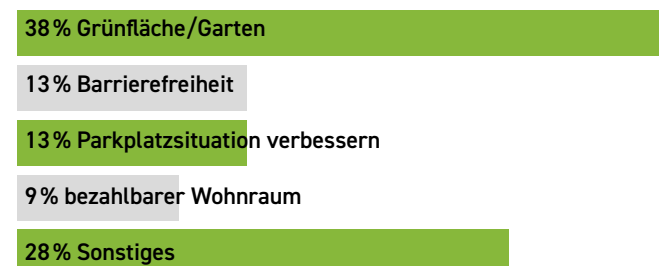 38 % Grünfläche/Garten
13 % Barrierefreiheit
13 % Parkplatzsituation verbessern
9 % bezahlbarer Wohnraum
28 % Sonstiges